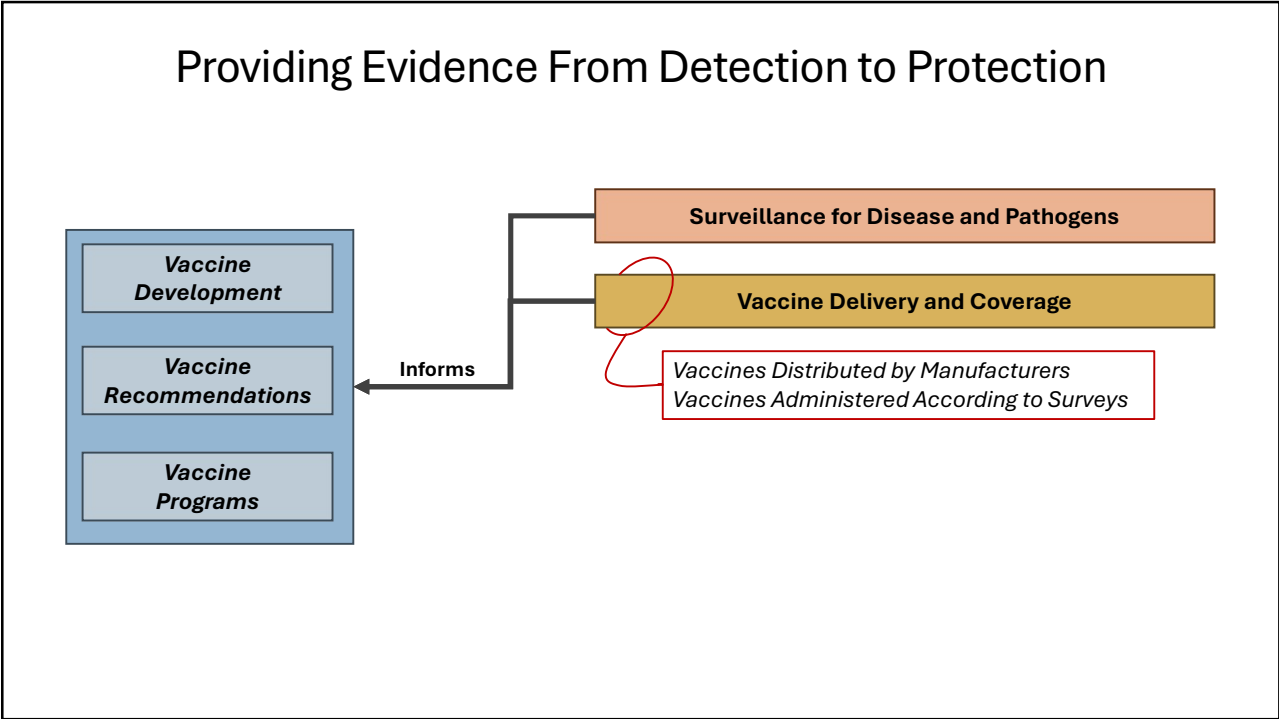 Providing Evidence From Detection to Protection
Vaccine
Development
Vaccine
Recommendations
Vaccine
Programs
Informs
Surveillance for Disease and Pathogens
Vaccine Delivery and Coverage
Vaccines Distributed by Manufacturers
Vaccines Administered According to Surveys